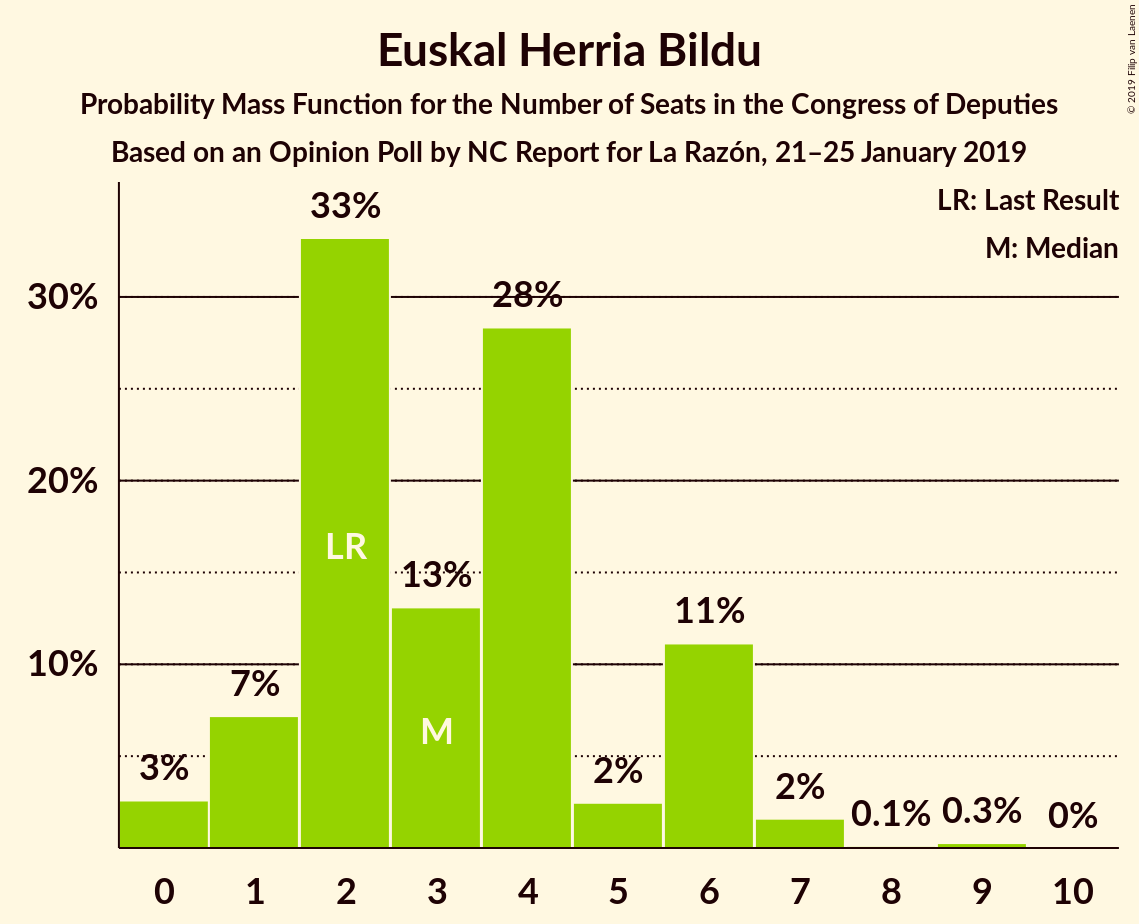 Euskal Herria Bildu
Probability Mass Function for the Number of Seats in the Congress of Deputies
Based on an Opinion Poll by NC Report for La Razón, 21–25 January 2019
© 2019 Filip van Laenen
LR: Last Result
M: Median
33%
28%
13%
11%
7%
3%
2%
2%
0.1%
0.3%
0%
LR
M
30%
20%
10%
0 1 2 3 4 5 6 7 8 9 10